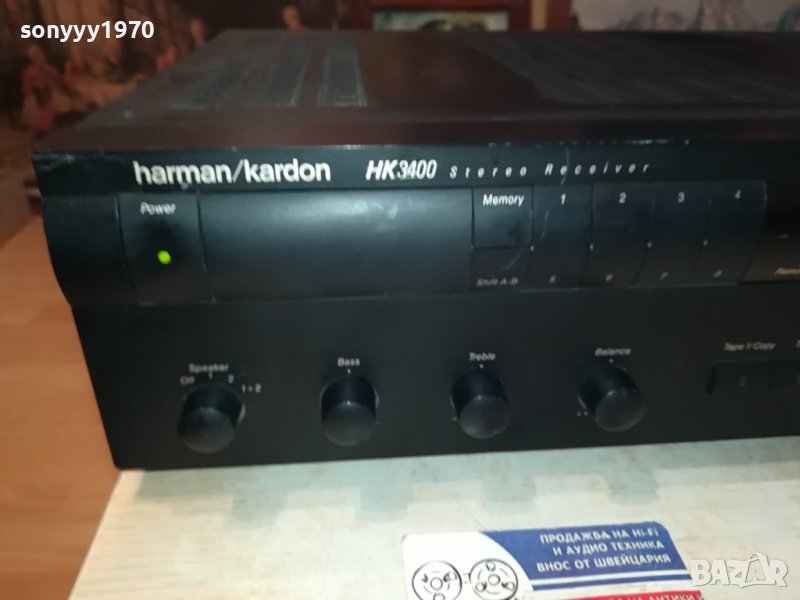 sonyyy1970
harman/kardon HK3400 Stereo Receiver
Power
Memory 1 2 3 4
Shift A-B 5 6 7 8
Speaker
Off 1 2 1+2
Bass
Treble
Balance
Tape 1/Copy
ПРОДАЖБА НА Hi-Fi
И АУДИО ТЕХНИКА
ВНОС ОТ ШВЕЙЦАРИЯ
BAZAR